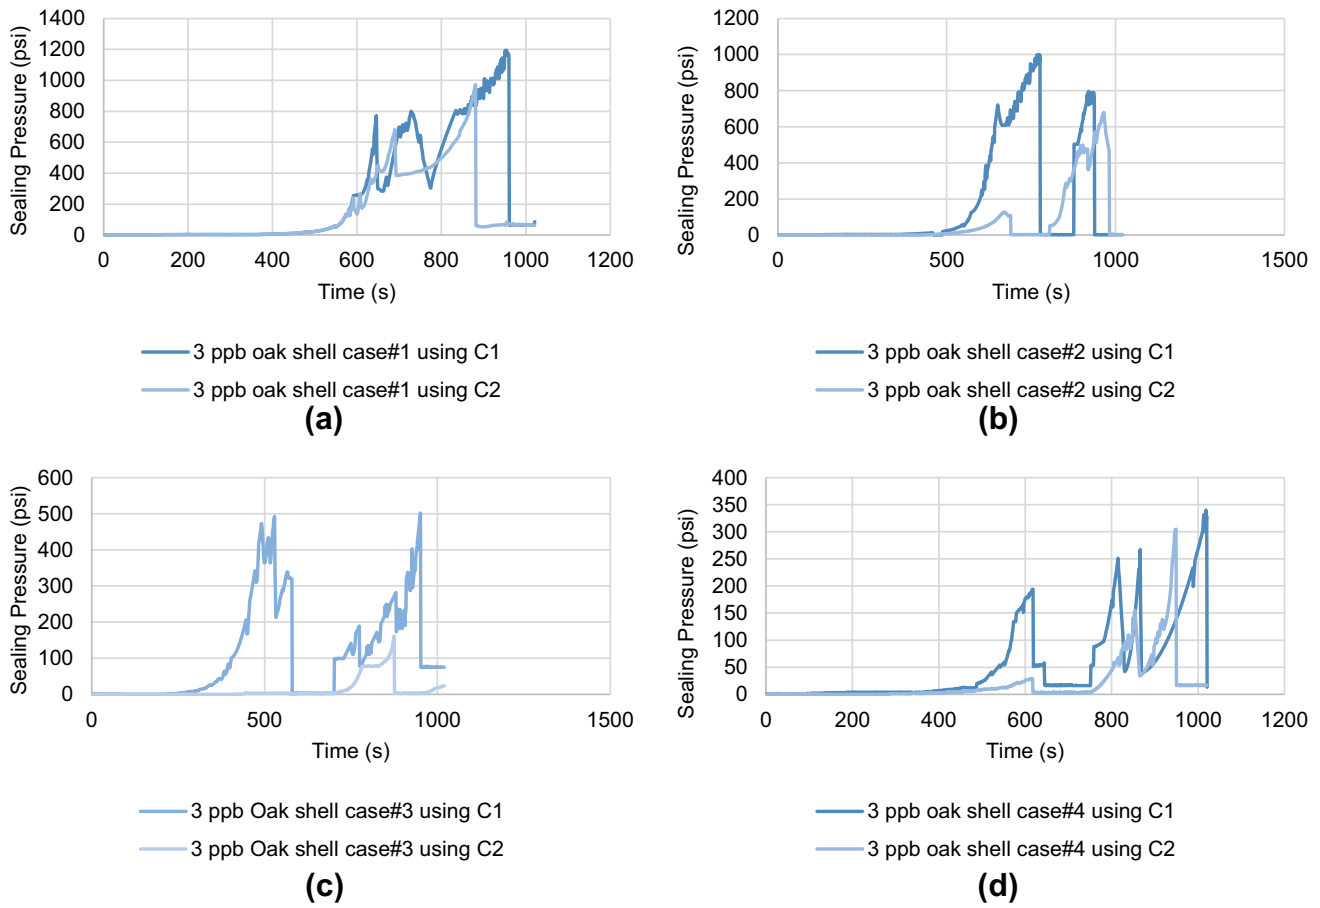 Sealing Pressure (psi)
1400
1200
1000
800
600
400
200
0
0 200 400 600 800 1000 1200
Time (s)
3 ppb oak shell case#1 using C1
3 ppb oak shell case#1 using C2
(a)
Sealing Pressure (psi)
1200
1000
800
600
400
200
0
0 500 1000 1500
Time (s)
3 ppb oak shell case#2 using C1
3 ppb oak shell case#2 using C2
(b)
Sealing Pressure (psi)
600
500
400
300
200
100
0
0 500 1000 1500
Time (s)
3 ppb Oak shell case#3 using C1
3 ppb Oak shell case#3 using C2
(c)
Sealing Pressure (psi)
400
350
300
250
200
150
100
50
0
0 200 400 600 800 1000 1200
Time (s)
3 ppb oak shell case#4 using C1
3 ppb oak shell case#4 using C2
(d)